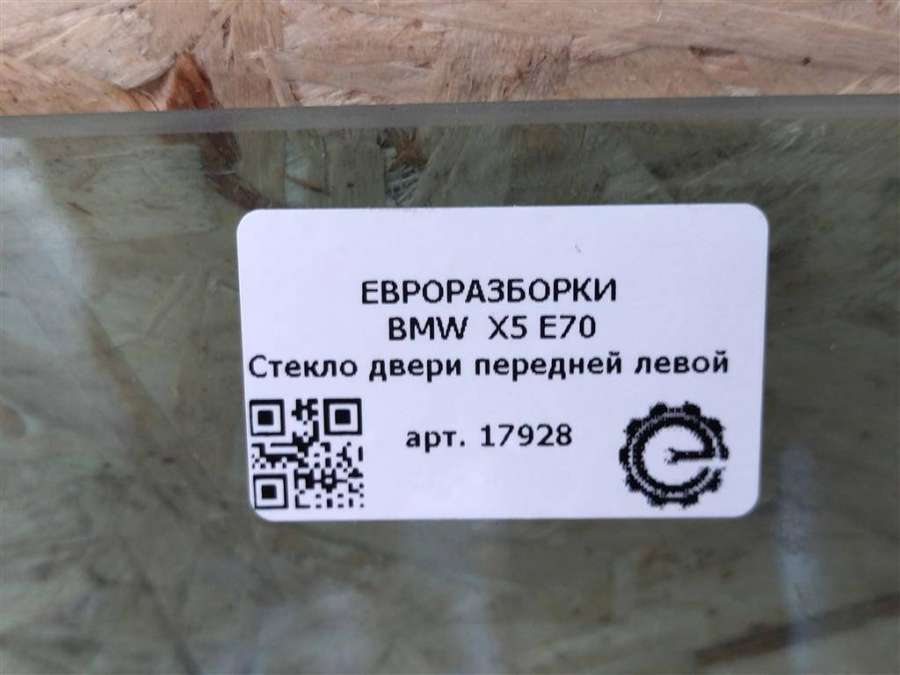 ЕВРОРАЗБОРКИ
BMW X5 E70
Стекло двери передней левой
арт. 17928